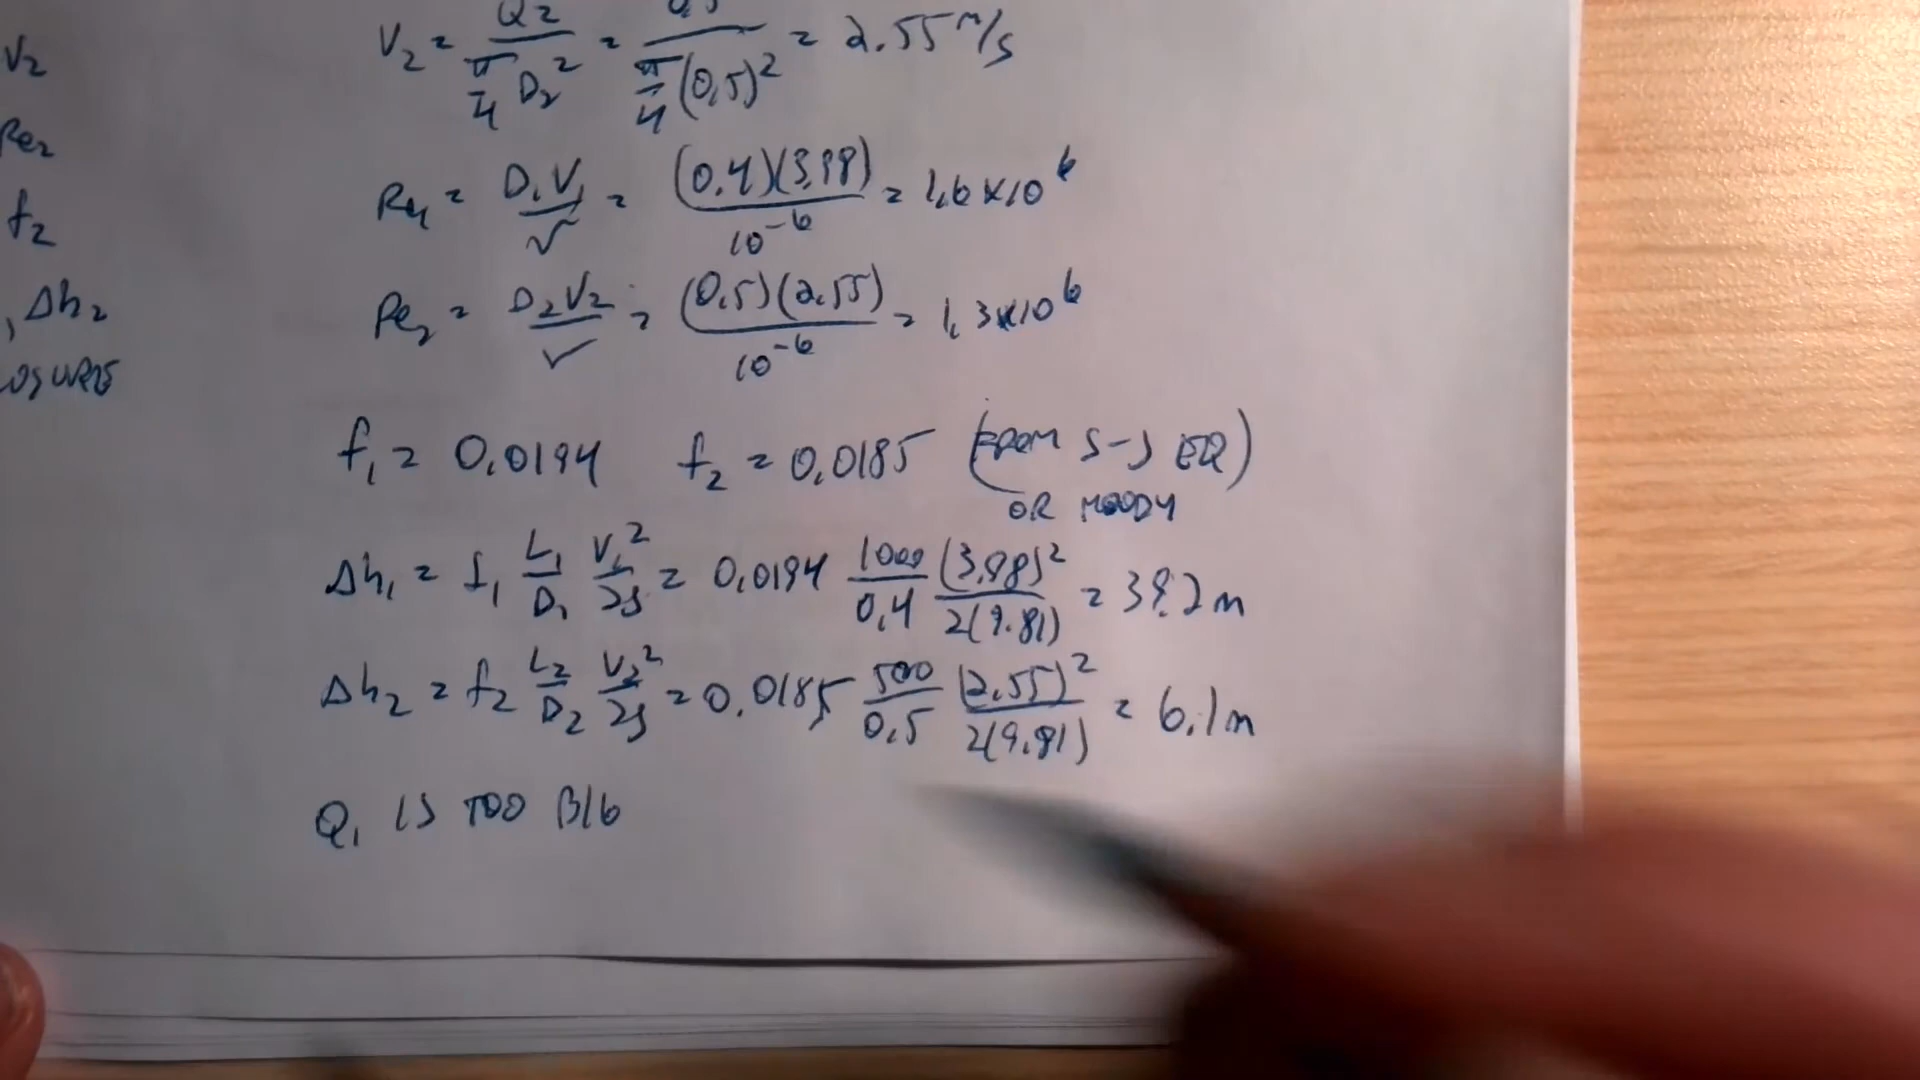 V₂
V₂ = Q₂ / (π/4 D₂²) = 0,5 / (π/4 (0,5)²) = 2.55 m/s
Re₂
Re₁ = D₁V₁/ν = (0.4)(3.98)/10⁻⁶ = 1,6×10⁶
f₂
Re₂ = D₂V₂/ν = (0.5)(2.55)/10⁻⁶ = 1,3×10⁶
, Δh₂
f₁ = 0,0194 f₂ = 0,0185 (FROM S-J EQ)
OR MOODY
Δh₁ = f₁ L₁/D₁ V₁²/2g = 0,0194 1000/0,4 (3.98)²/2(9.81) = 39.2 m
Δh₂ = f₂ L₂/D₂ V₂²/2g = 0.0185 500/0,5 (2.55)²/2(9.81) = 6.1 m
Q₁ IS TOO BIG